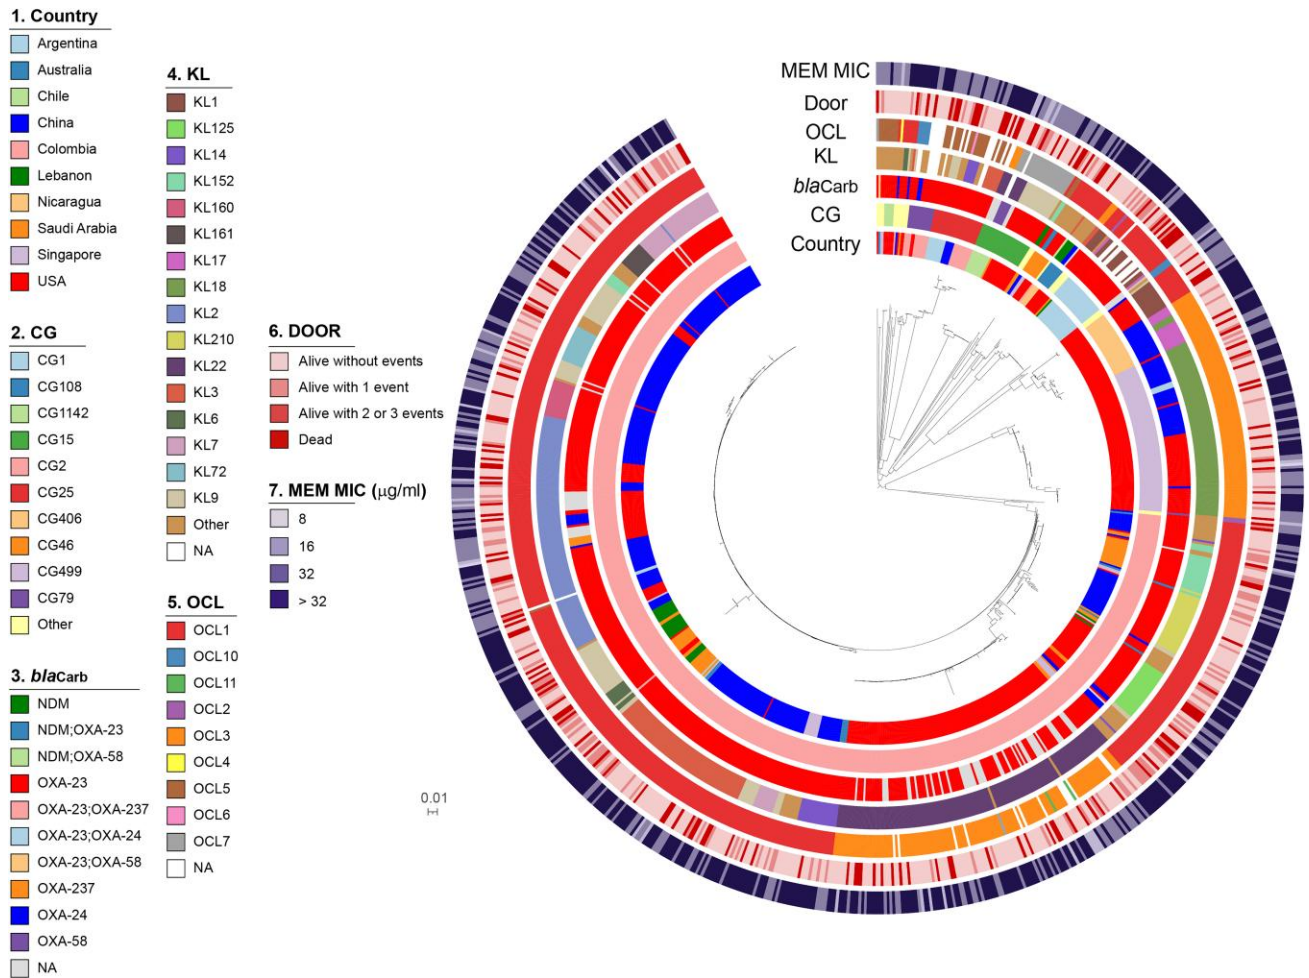 1. Country
Argentina
Australia
Chile
China
Colombia
Lebanon
Nicaragua
Saudi Arabia
Singapore
USA
2. CG
CG1
CG108
CG1142
CG15
CG2
CG25
CG406
CG46
CG499
CG79
Other
3. blaCarb
NDM
NDM;OXA-23
NDM;OXA-58
OXA-23
OXA-23;OXA-237
OXA-23;OXA-24
OXA-23;OXA-58
OXA-237
OXA-24
OXA-58
NA
4. KL
KL1
KL125
KL14
KL152
KL160
KL161
KL17
KL18
KL2
KL210
KL22
KL3
KL6
KL7
KL72
KL9
Other
NA
5. OCL
OCL1
OCL10
OCL11
OCL2
OCL3
OCL4
OCL5
OCL6
OCL7
NA
6. DOOR
Alive without events
Alive with 1 event
Alive with 2 or 3 events
Dead
7. MEM MIC (µg/ml)
8
16
32
> 32
MEM MIC
Door
OCL
KL
blaCarb
CG
Country
0.01